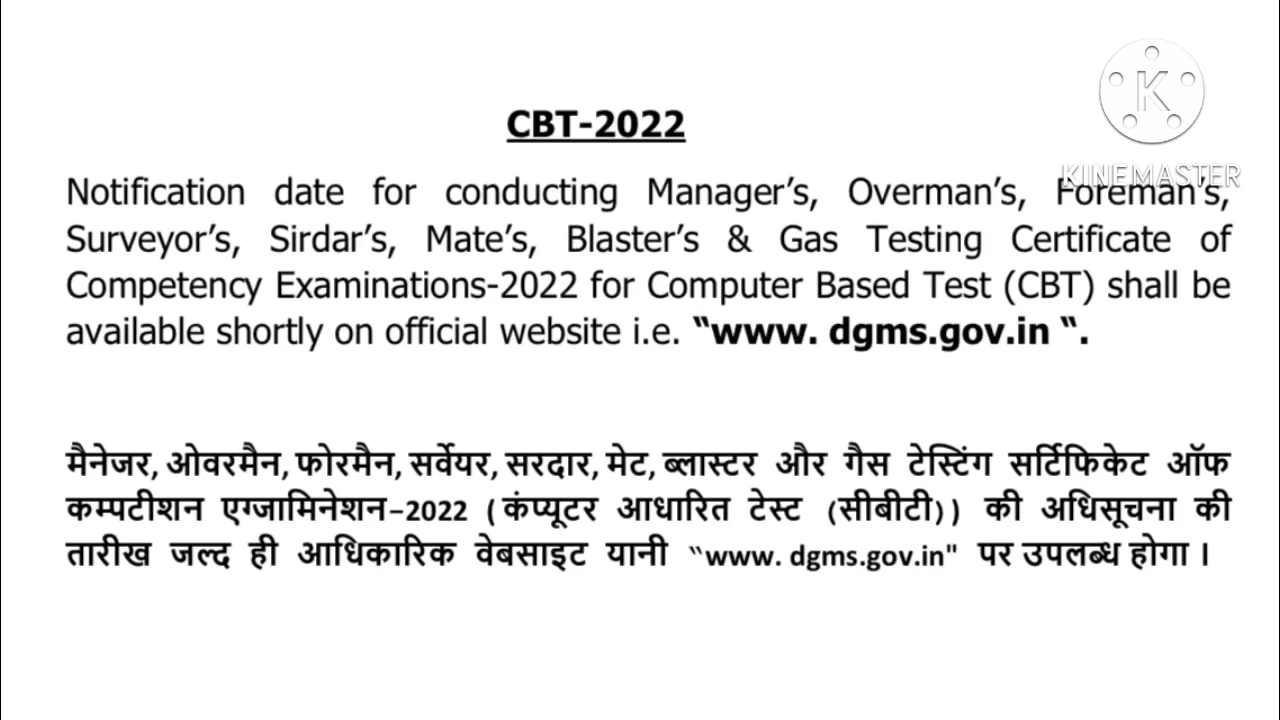 K
KINEMASTER
CBT-2022
Notification date for conducting Manager’s, Overman’s, Foreman’s,
Surveyor’s, Sirdar’s, Mate’s, Blaster’s & Gas Testing Certificate of
Competency Examinations-2022 for Computer Based Test (CBT) shall be
available shortly on official website i.e. ‟www. dgms.gov.in ‟.
मैनेजर, ओवरमैन, फोरमैन, सर्वेयर, सरदार, मेट, ब्लास्टर और गैस टेस्टिंग सर्टिफिकेट ऑफ
कम्पटीशन एग्जामिनेशन–2022 (कंप्यूटर आधारित टेस्ट (सीबीटी)) की अधिसूचना की
तारीख जल्द ही आधिकारिक वेबसाइट यानी ‟www. dgms.gov.in" पर उपलब्ध होगा ।